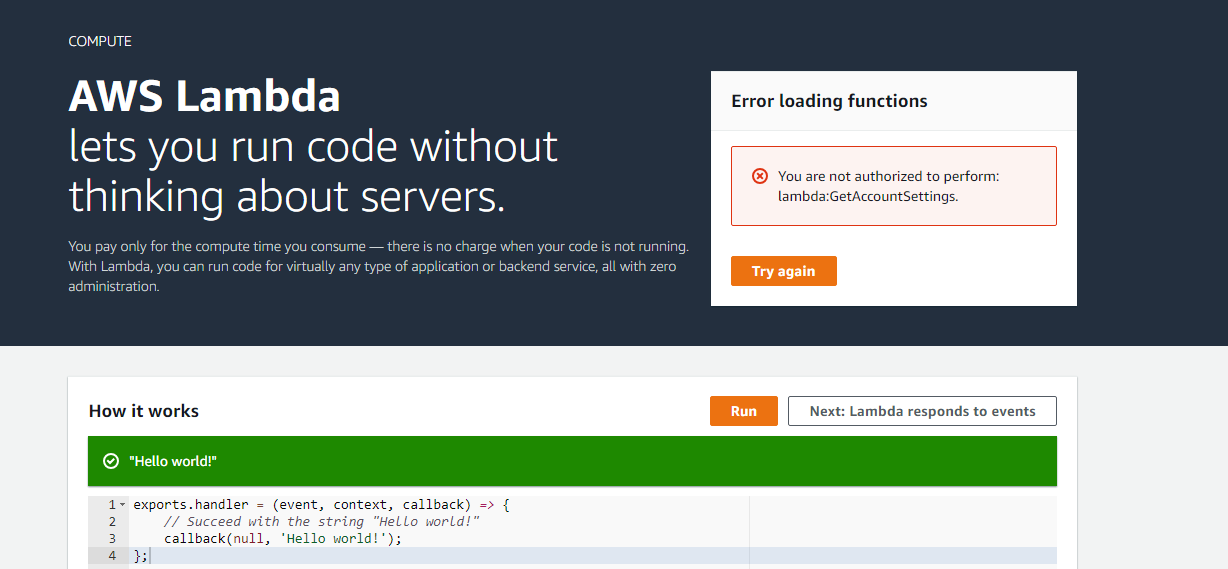 COMPUTE
AWS Lambda
lets you run code without
thinking about servers.
You pay only for the compute time you consume — there is no charge when your code is not running.
With Lambda, you can run code for virtually any type of application or backend service, all with zero
administration.
Error loading functions
You are not authorized to perform:
lambda:GetAccountSettings.
Try again
How it works
Run
Next: Lambda responds to events
"Hello world!"
1 exports.handler = (event, context, callback) => {
2     // Succeed with the string "Hello world!"
3     callback(null, 'Hello world!');
4 };